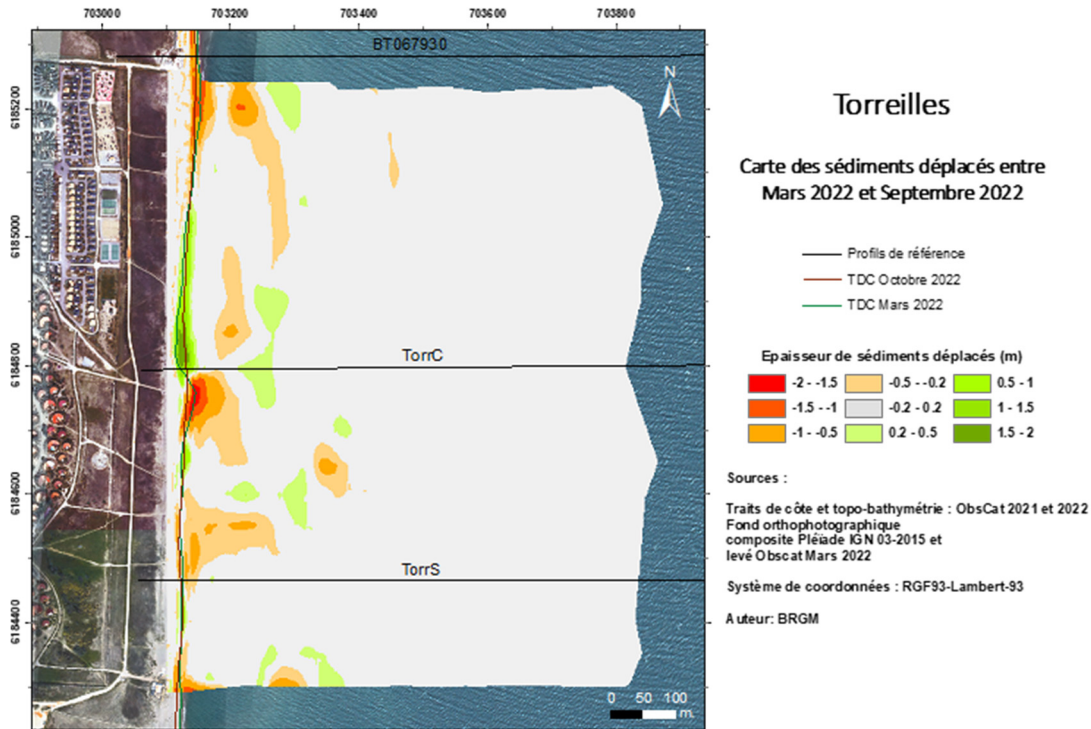 703000 703200 703400 703600 703800
BT067930
N
6185200
6185000
TorrC
6184800
6184600
TorrS
6184400
0 50 100
m.
Torreilles
Carte des sédiments déplacés entre
Mars 2022 et Septembre 2022
Profils de référence
TDC Octobre 2022
TDC Mars 2022
Epaisseur de sédiments déplacés (m)
-2 - -1.5 -0.5 - -0.2 0.5 - 1
-1.5 - -1 -0.2 - 0.2 1 - 1.5
-1 - -0.5 0.2 - 0.5 1.5 - 2
Sources :
Traits de côte et topo-bathymétrie : ObsCat 2021 et 2022
Fond orthophotographique
composite Pléïade IGN 03-2015 et
levé Obscat Mars 2022
Système de coordonnées : RGF93-Lambert-93
Auteur: BRGM